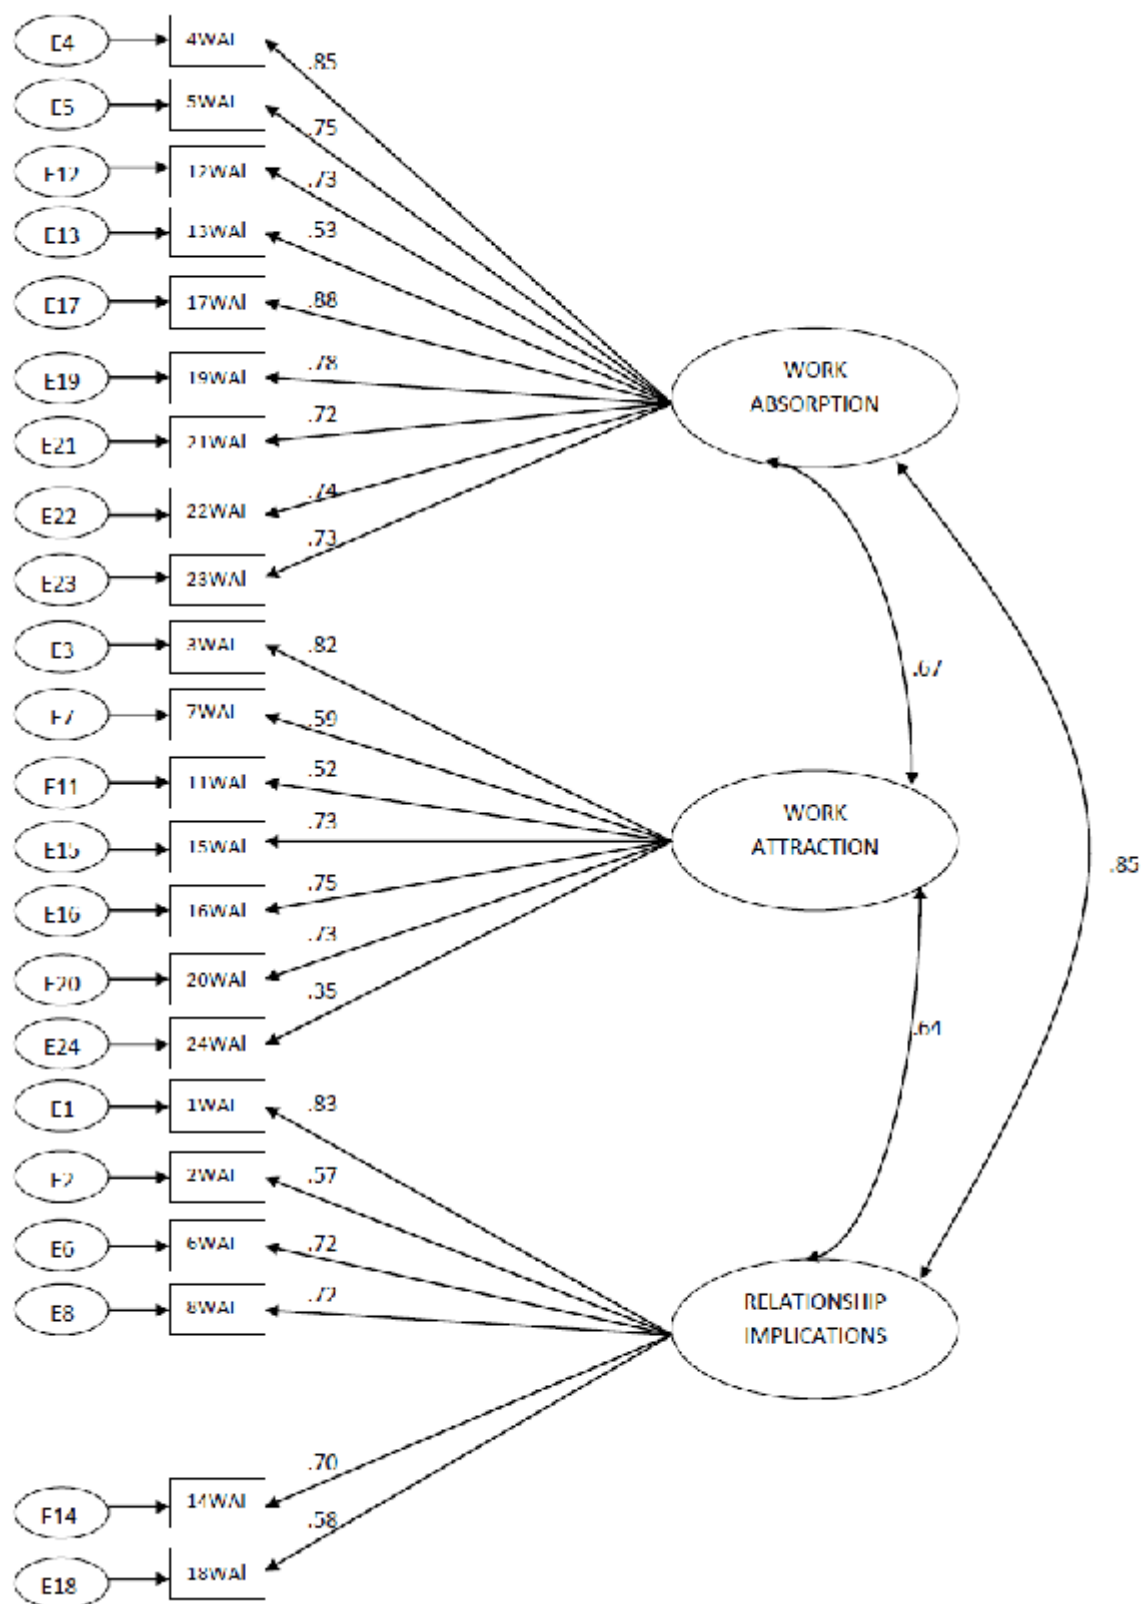 E4 4WAI .85
E5 5WAI .75
E12 12WAI .73
E13 13WAI .53
E17 17WAI .88
E19 19WAI .78
E21 21WAI .72
E22 22WAI .74
E23 23WAI .73
WORK
ABSORPTION
E3 3WAI .82
.67
E7 7WAI .59
E11 11WAI .52
E15 15WAI .73
E16 16WAI .75
E20 20WAI .73
E24 24WAI .35
WORK
ATTRACTION
.85
.64
E1 1WAI .83
E2 2WAI .57
E6 6WAI .72
E8 8WAI .72
RELATIONSHIP
IMPLICATIONS
E14 14WAI .70
E18 18WAI .58